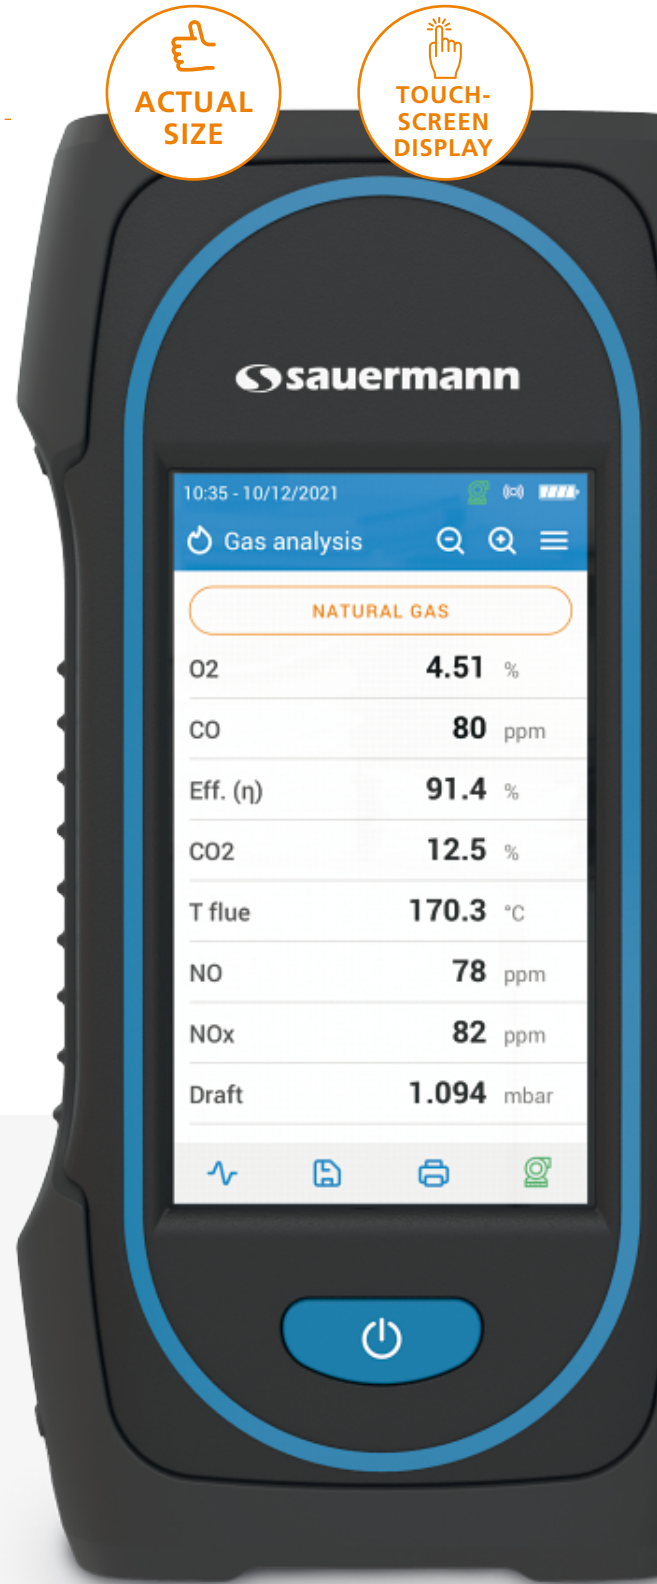 ACTUAL
SIZE
TOUCH-
SCREEN
DISPLAY
sauermann
10:35 - 10/12/2021
Gas analysis
NATURAL GAS
O2 4.51 %
CO 80 ppm
Eff. (η) 91.4 %
CO2 12.5 %
T flue 170.3 °C
NO 78 ppm
NOx 82 ppm
Draft 1.094 mbar